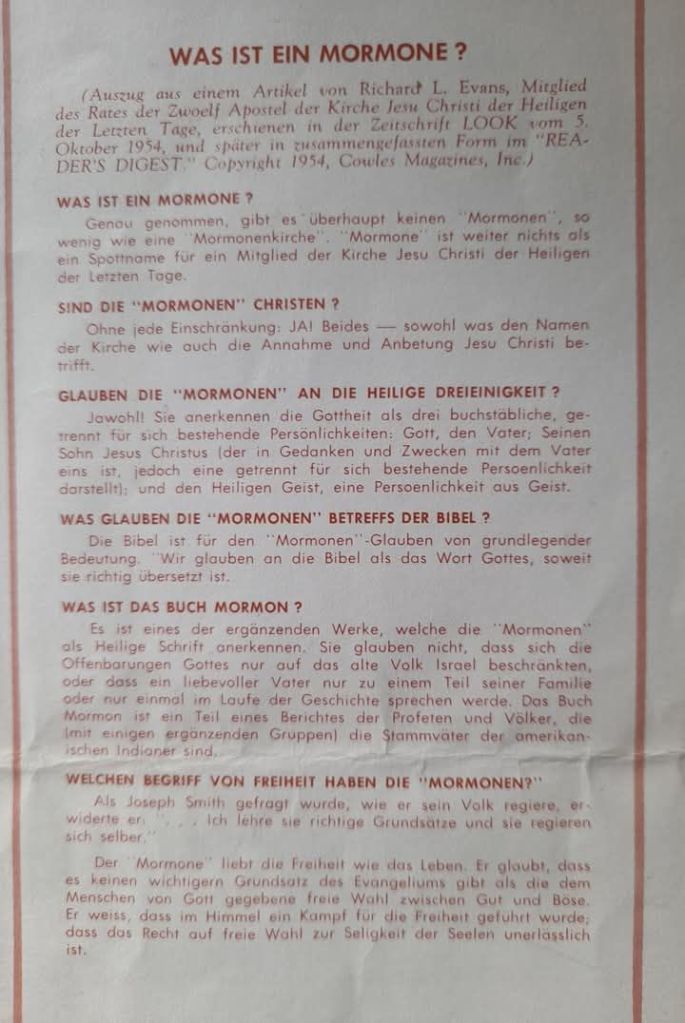 WAS IST EIN MORMONE ?
(Auszug aus einem Artikel von Richard L. Evans, Mitglied
des Rates der Zwoelf Apostel der Kirche Jesu Christi der Heiligen
der Letzten Tage, erschienen in der Zeitschrift LOOK vom 5.
Oktober 1954, und später in zusammengefassten Form im "REA-
DER'S DIGEST." Copyright 1954, Cowles Magazines, Inc.)
WAS IST EIN MORMONE ?
Genau genommen, gibt es überhaupt keinen "Mormonen", so
wenig wie eine "Mormonenkirche". "Mormone" ist weiter nichts als
ein Spottname für ein Mitglied der Kirche Jesu Christi der Heiligen
der Letzten Tage.
SIND DIE "MORMONEN" CHRISTEN ?
Ohne jede Einschränkung: JA! Beides — sowohl was den Namen
der Kirche wie auch die Annahme und Anbetung Jesu Christi be-
trifft.
GLAUBEN DIE "MORMONEN" AN DIE HEILIGE DREIEINIGKEIT ?
Jawohl! Sie anerkennen die Gottheit als drei buchstäbliche, ge-
trennt für sich bestehende Persönlichkeiten: Gott, den Vater; Seinen
Sohn Jesus Christus (der in Gedanken und Zwecken mit dem Vater
eins ist, jedoch eine getrennt für sich bestehende Persoenlichkeit
darstellt); und den Heiligen Geist, eine Persoenlichkeit aus Geist.
WAS GLAUBEN DIE "MORMONEN" BETREFFS DER BIBEL ?
Die Bibel ist für den "Mormonen"-Glauben von grundlegender
Bedeutung. "Wir glauben an die Bibel als das Wort Gottes, soweit
sie richtig übersetzt ist.
WAS IST DAS BUCH MORMON ?
Es ist eines der ergänzenden Werke, welche die "Mormonen"
als Heilige Schrift anerkennen. Sie glauben nicht, dass sich die
Offenbarungen Gottes nur auf das alte Volk Israel beschränkten,
oder dass ein liebevoller Vater nur zu einem Teil seiner Familie
oder nur einmal im Laufe der Geschichte sprechen werde. Das Buch
Mormon ist ein Teil eines Berichtes der Profeten und Völker, die
(mit einigen ergänzenden Gruppen) die Stammväter der amerikan-
ischen Indianer sind.
WELCHEN BEGRIFF VON FREIHEIT HABEN DIE "MORMONEN?"
Als Joseph Smith gefragt wurde, wie er sein Volk regiere, er-
widerte er: ". . . Ich lehre sie richtige Grundsätze und sie regieren
sich selber."
Der "Mormone" liebt die Freiheit wie das Leben. Er glaubt, dass
es keinen wichtigern Grundsatz des Evangeliums gibt als die dem
Menschen von Gott gegebene freie Wahl zwischen Gut und Böse.
Er weiss, dass im Himmel ein Kampf für die Freiheit geführt wurde;
dass das Recht auf freie Wahl zur Seligkeit der Seelen unerlässlich
ist.